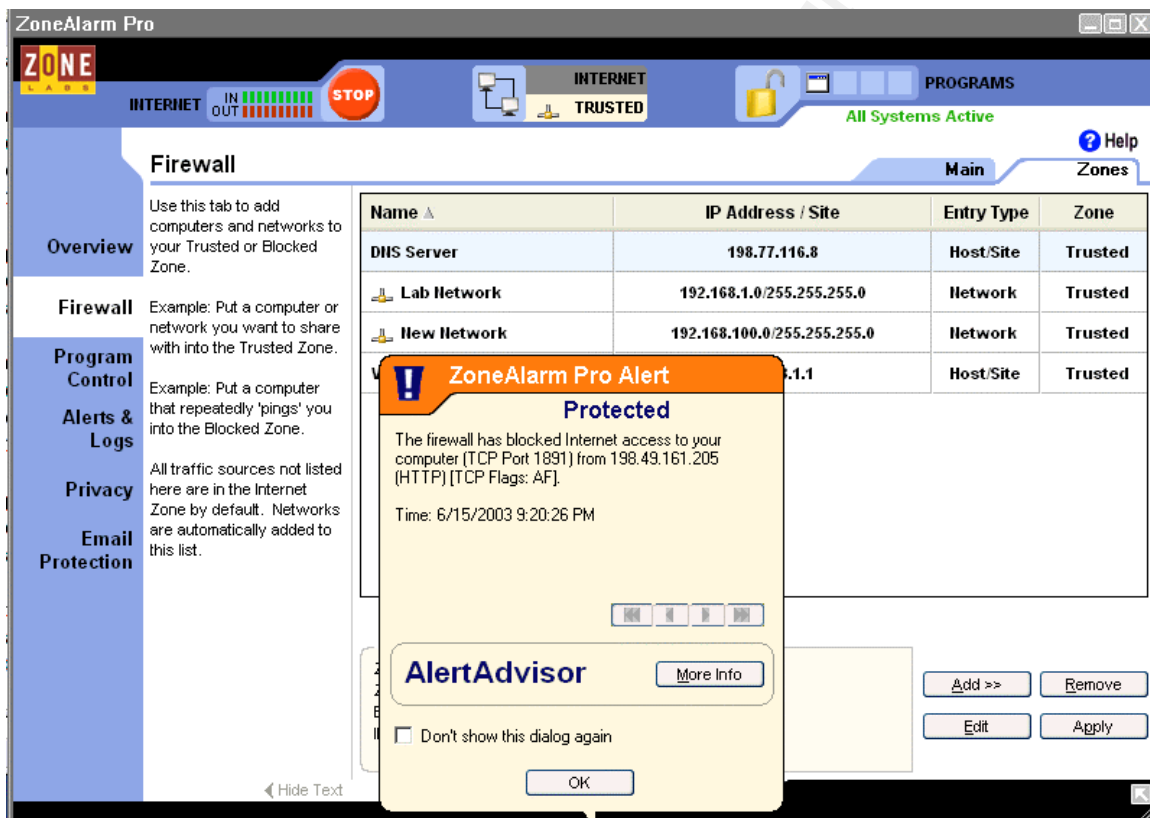 ZoneAlarm Pro
ZONE
LABS
INTERNET IN OUT
STOP
INTERNET
TRUSTED
PROGRAMS
All Systems Active
Help
Firewall
Main
Zones
Overview
Firewall
Program
Control
Alerts &
Logs
Privacy
Email
Protection
Use this tab to add
computers and networks to
your Trusted or Blocked
Zone.
Example: Put a computer or
network you want to share
with into the Trusted Zone.
Example: Put a computer
that repeatedly 'pings' you
into the Blocked Zone.
All traffic sources not listed
here are in the Internet
Zone by default. Networks
are automatically added to
this list.
Hide Text
Name IP Address / Site Entry Type Zone
DNS Server 198.77.116.8 Host/Site Trusted
Lab Network 192.168.1.0/255.255.255.0 Network Trusted
New Network 192.168.100.0/255.255.255.0 Network Trusted
Host/Site Trusted
ZoneAlarm Pro Alert
Protected
The firewall has blocked Internet access to your
computer (TCP Port 1891) from 198.49.161.205
(HTTP) [TCP Flags: AF].
Time: 6/15/2003 9:20:26 PM
AlertAdvisor
More Info
Don't show this dialog again
OK
Add >>
Remove
Edit
Apply